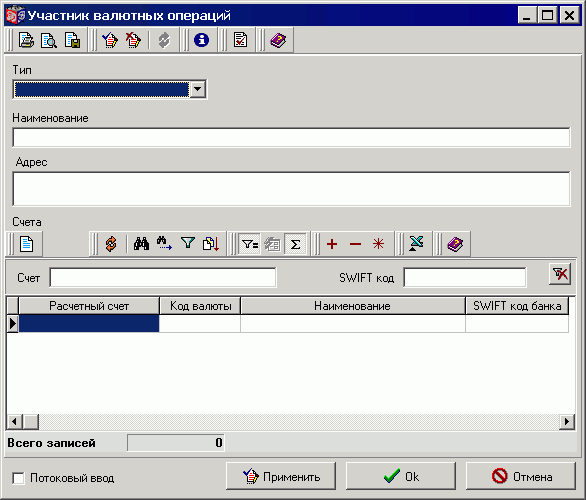 Участник валютных операций
Тип
Наименование
Адрес
Счета
Счет SWIFT код
Расчетный счет Код валюты Наименование SWIFT код банка
Всего записей 0
Потоковый ввод Применить Ok Отмена